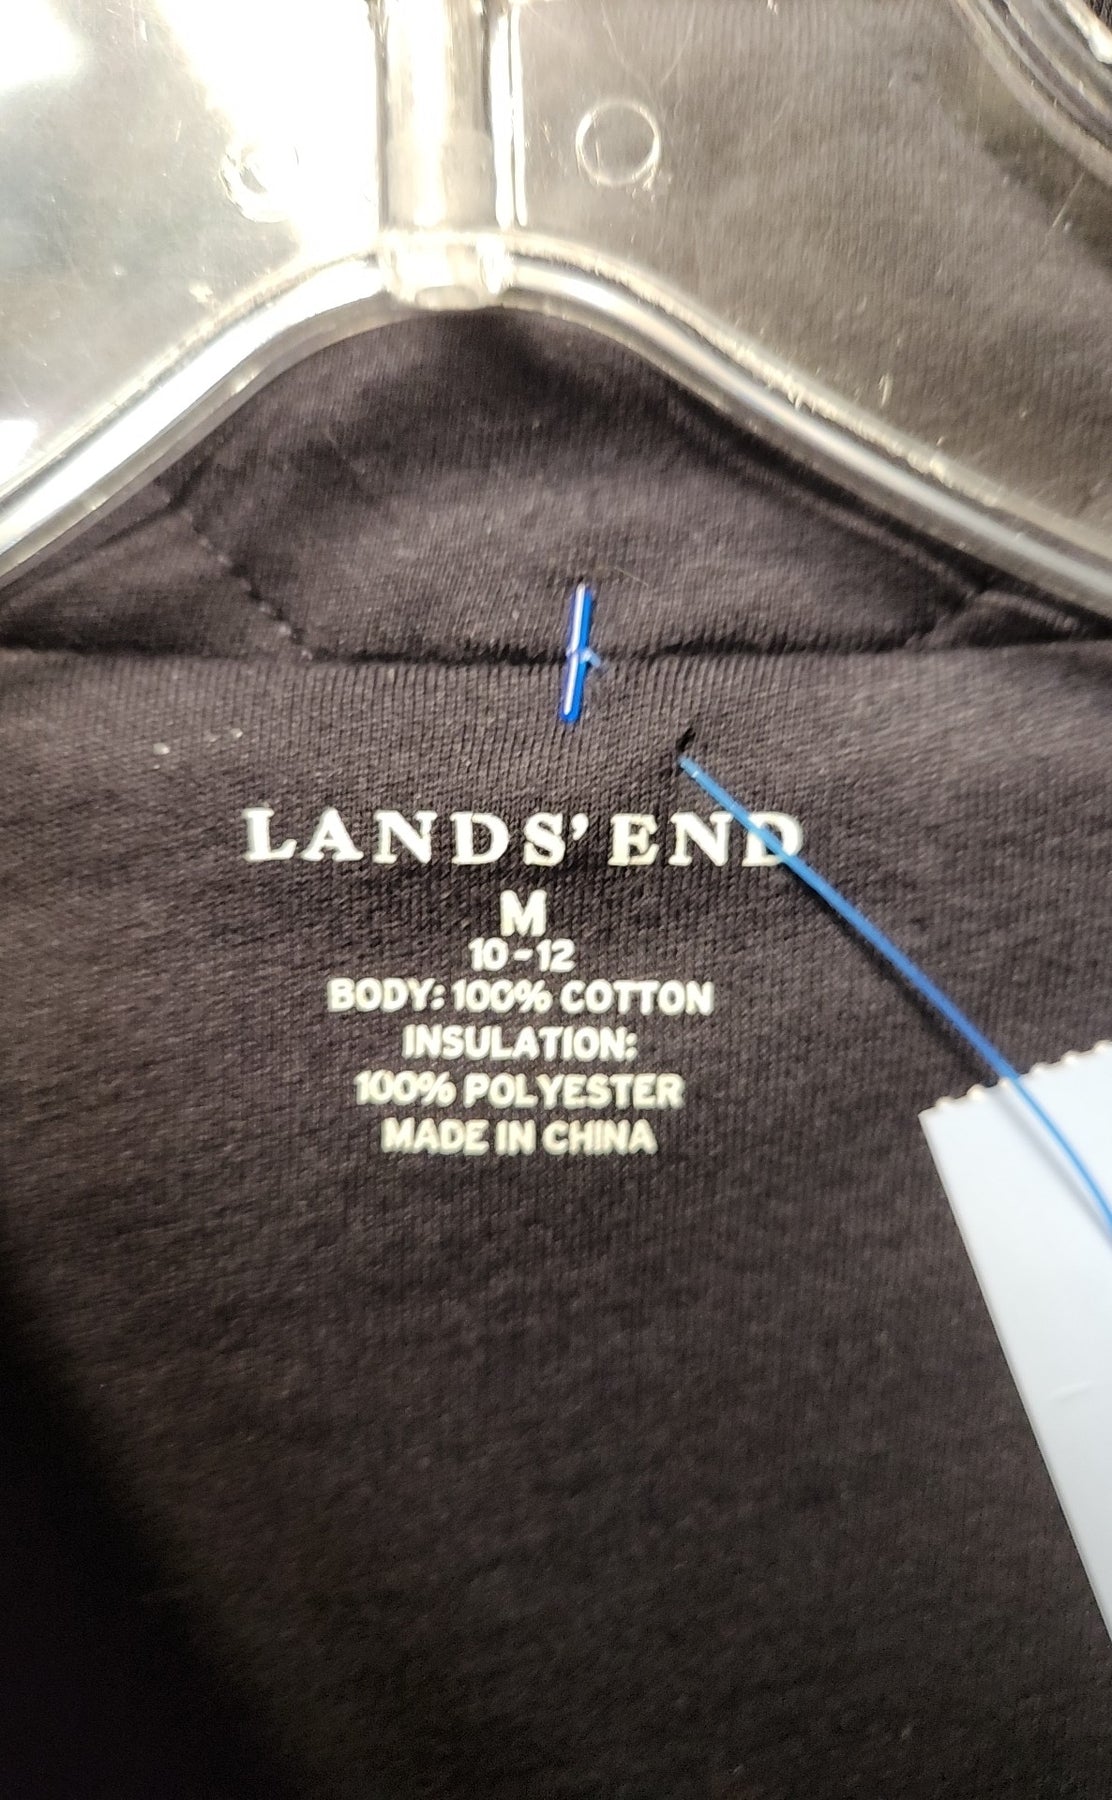 LANDS' END
M
10-12
BODY: 100% COTTON
INSULATION:
100% POLYESTER
MADE IN CHINA